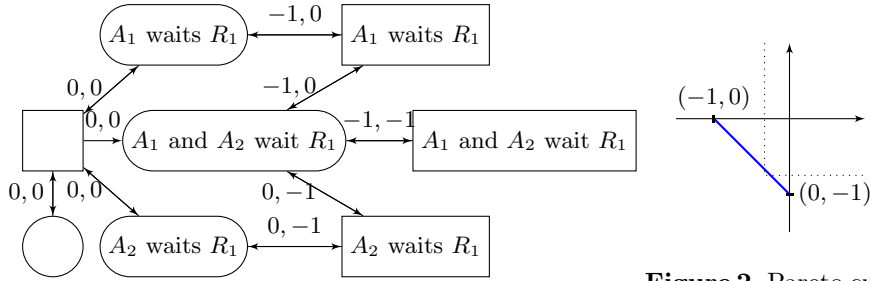 A₁ waits R₁
−1, 0
A₁ waits R₁
0, 0
−1, 0
(−1, 0)
0, 0
A₁ and A₂ wait R₁
−1, −1
A₁ and A₂ wait R₁
0, 0
0, 0
0, −1
(0, −1)
A₂ waits R₁
0, −1
A₂ waits R₁
Figure 2. Pareto